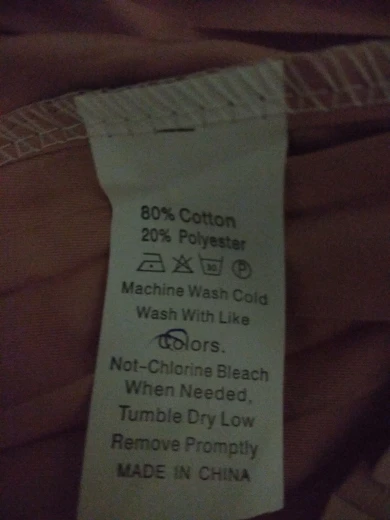 80% Cotton
20% Polyester
30 P
Machine Wash Cold
Wash With Like
Colors.
Not-Chlorine Bleach
When Needed,
Tumble Dry Low
Remove Promptly
MADE IN CHINA